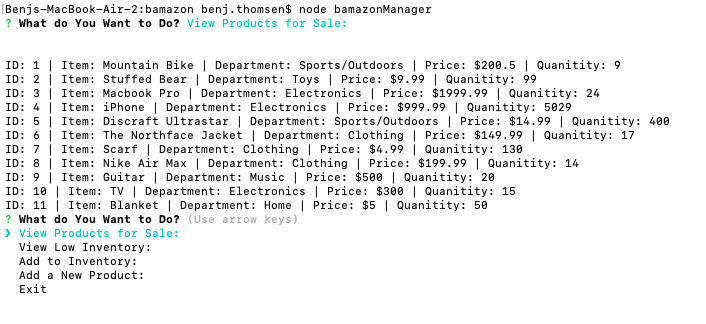 [Benjs-MacBook-Air-2:bamazon benj.thomsen$ node bamazonManager
? What do You Want to Do? View Products for Sale:
ID: 1 | Item: Mountain Bike | Department: Sports/Outdoors | Price: $200.5 | Quanitity: 9
ID: 2 | Item: Stuffed Bear | Department: Toys | Price: $9.99 | Quanitity: 99
ID: 3 | Item: Macbook Pro | Department: Electronics | Price: $1999.99 | Quanitity: 24
ID: 4 | Item: iPhone | Department: Electronics | Price: $999.99 | Quanitity: 5029
ID: 5 | Item: Discraft Ultrastar | Department: Sports/Outdoors | Price: $14.99 | Quanitity: 400
ID: 6 | Item: The Northface Jacket | Department: Clothing | Price: $149.99 | Quanitity: 17
ID: 7 | Item: Scarf | Department: Clothing | Price: $4.99 | Quanitity: 130
ID: 8 | Item: Nike Air Max | Department: Clothing | Price: $199.99 | Quanitity: 14
ID: 9 | Item: Guitar | Department: Music | Price: $500 | Quanitity: 20
ID: 10 | Item: TV | Department: Electronics | Price: $300 | Quanitity: 15
ID: 11 | Item: Blanket | Department: Home | Price: $5 | Quanitity: 50
? What do You Want to Do? (Use arrow keys)
❯ View Products for Sale:
View Low Inventory:
Add to Inventory:
Add a New Product:
Exit